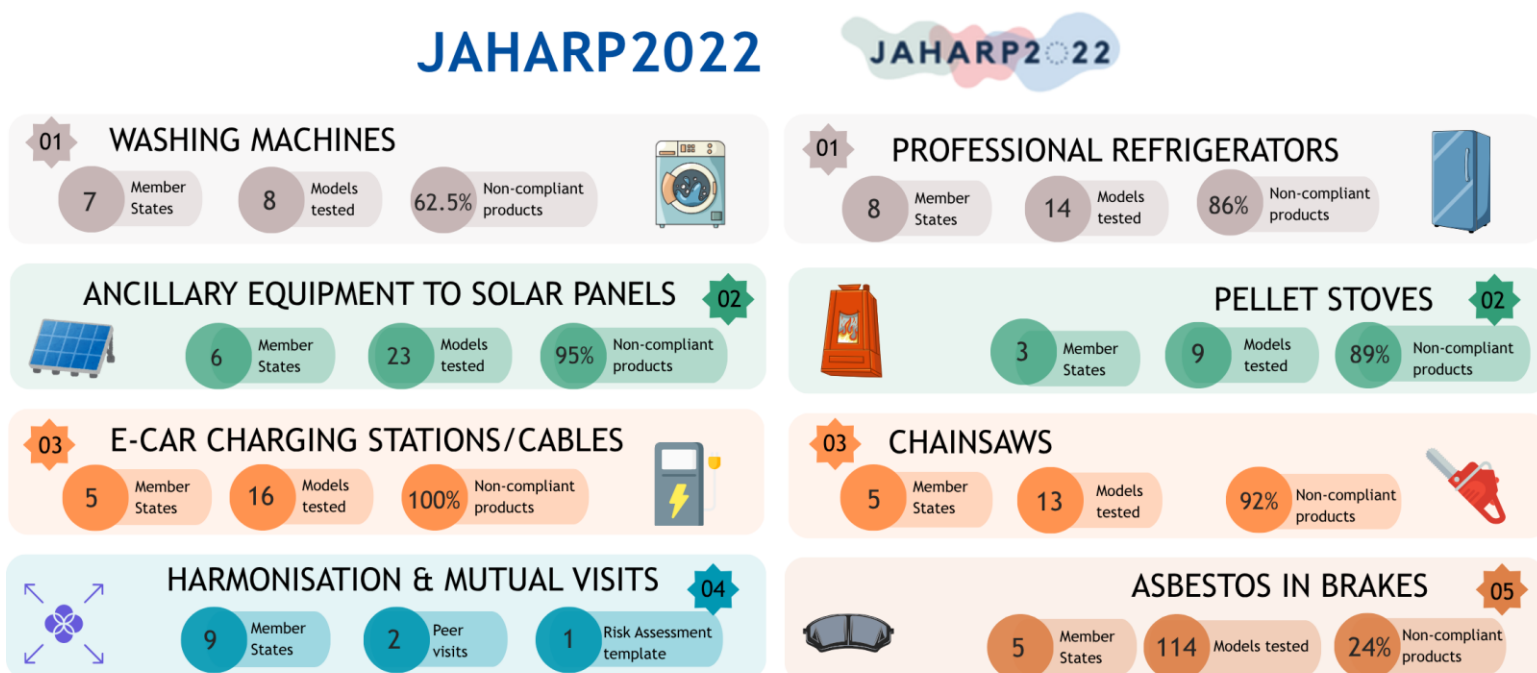 JAHARP2022
JAHARP2022
01
WASHING MACHINES
7
Member
States
8
Models
tested
62.5%
Non-compliant
products
01
PROFESSIONAL REFRIGERATORS
8
Member
States
14
Models
tested
86%
Non-compliant
products
ANCILLARY EQUIPMENT TO SOLAR PANELS
02
6
Member
States
23
Models
tested
95%
Non-compliant
products
PELLET STOVES
02
3
Member
States
9
Models
tested
89%
Non-compliant
products
03
E-CAR CHARGING STATIONS/CABLES
5
Member
States
16
Models
tested
100%
Non-compliant
products
03
CHAINSAWS
5
Member
States
13
Models
tested
92%
Non-compliant
products
HARMONISATION & MUTUAL VISITS
04
9
Member
States
2
Peer
visits
1
Risk Assessment
template
ASBESTOS IN BRAKES
05
5
Member
States
114
Models tested
24%
Non-compliant
products